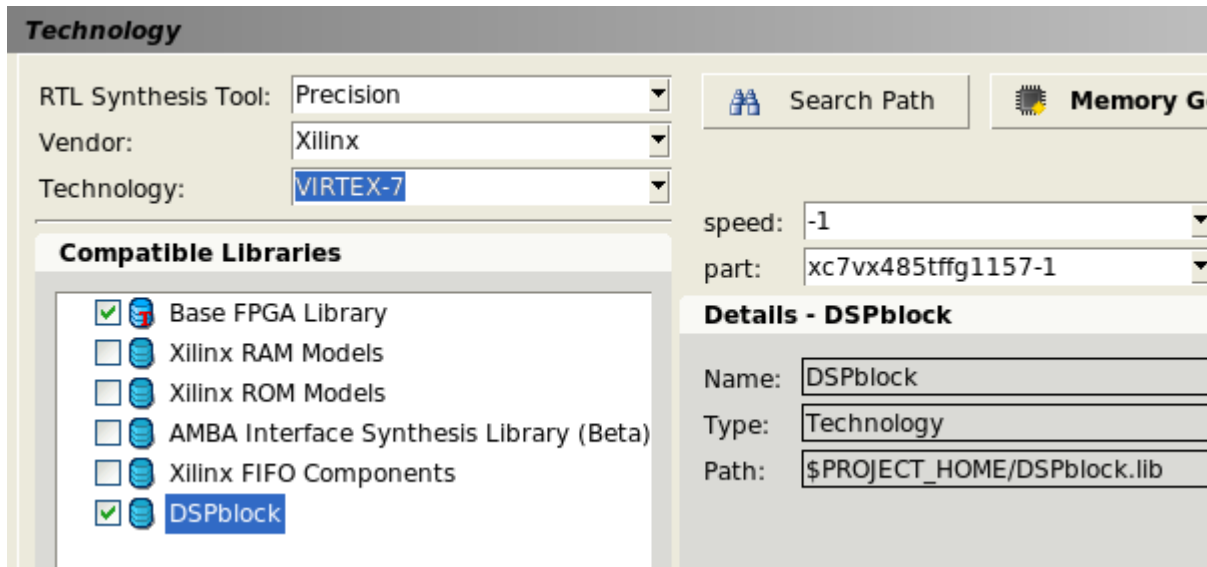 Technology
RTL Synthesis Tool: Precision
Vendor: Xilinx
Technology: VIRTEX-7
Search Path
Memory G
speed: -1
part: xc7vx485tffg1157-1
Compatible Libraries
Base FPGA Library
Xilinx RAM Models
Xilinx ROM Models
AMBA Interface Synthesis Library (Beta)
Xilinx FIFO Components
DSPblock
Details - DSPblock
Name: DSPblock
Type: Technology
Path: $PROJECT_HOME/DSPblock.lib